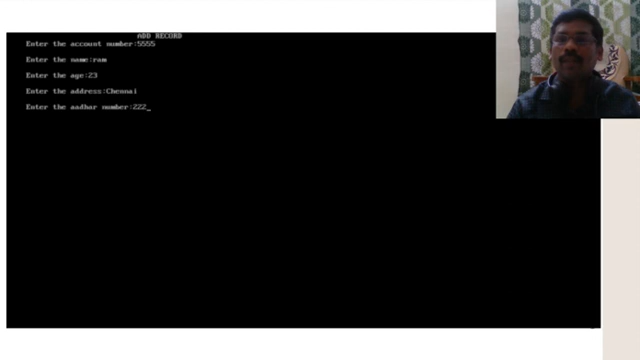 ADD RECORD
Enter the account number:5555
Enter the name:ram
Enter the age:23
Enter the address:Chennai
Enter the aadhar number:222_